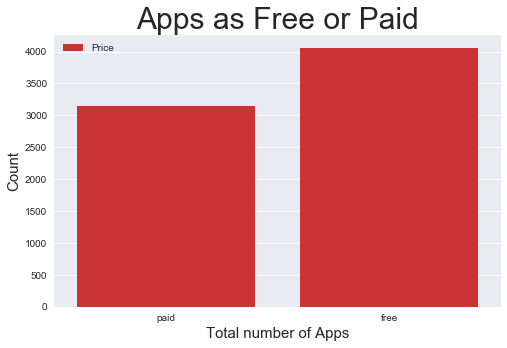 Apps as Free or Paid
Price
4000
3500
3000
2500
2000
1500
1000
500
0
Count
paid free
Total number of Apps